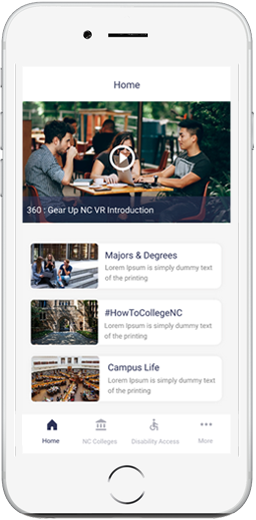 Home
360 : Gear Up NC VR Introduction
Majors & Degrees
Lorem Ipsum is simply dummy text
of the printing
#HowToCollegeNC
Lorem Ipsum is simply dummy text
of the printing
Campus Life
Lorem Ipsum is simply dummy text
of the printing
Home NC Colleges Disability Access More